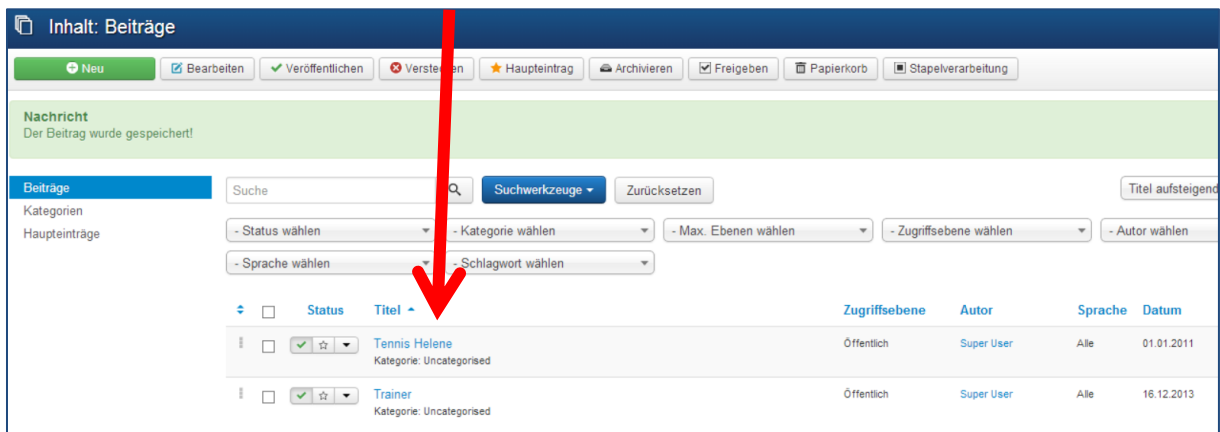 Inhalt: Beiträge
Neu Bearbeiten Veröffentlichen Verstecken Haupteintrag Archivieren Freigeben Papierkorb Stapelverarbeitung
Nachricht
Der Beitrag wurde gespeichert!
Beiträge
Kategorien
Haupteinträge
Suche Suchwerkzeuge Zurücksetzen Titel aufsteigend
- Status wählen - Kategorie wählen - Max. Ebenen wählen - Zugriffsebene wählen - Autor wählen
- Sprache wählen - Schlagwort wählen
Status Titel Zugriffsebene Autor Sprache Datum
Tennis Helene Öffentlich Super User Alle 01.01.2011
Kategorie: Uncategorised
Trainer Öffentlich Super User Alle 16.12.2013
Kategorie: Uncategorised